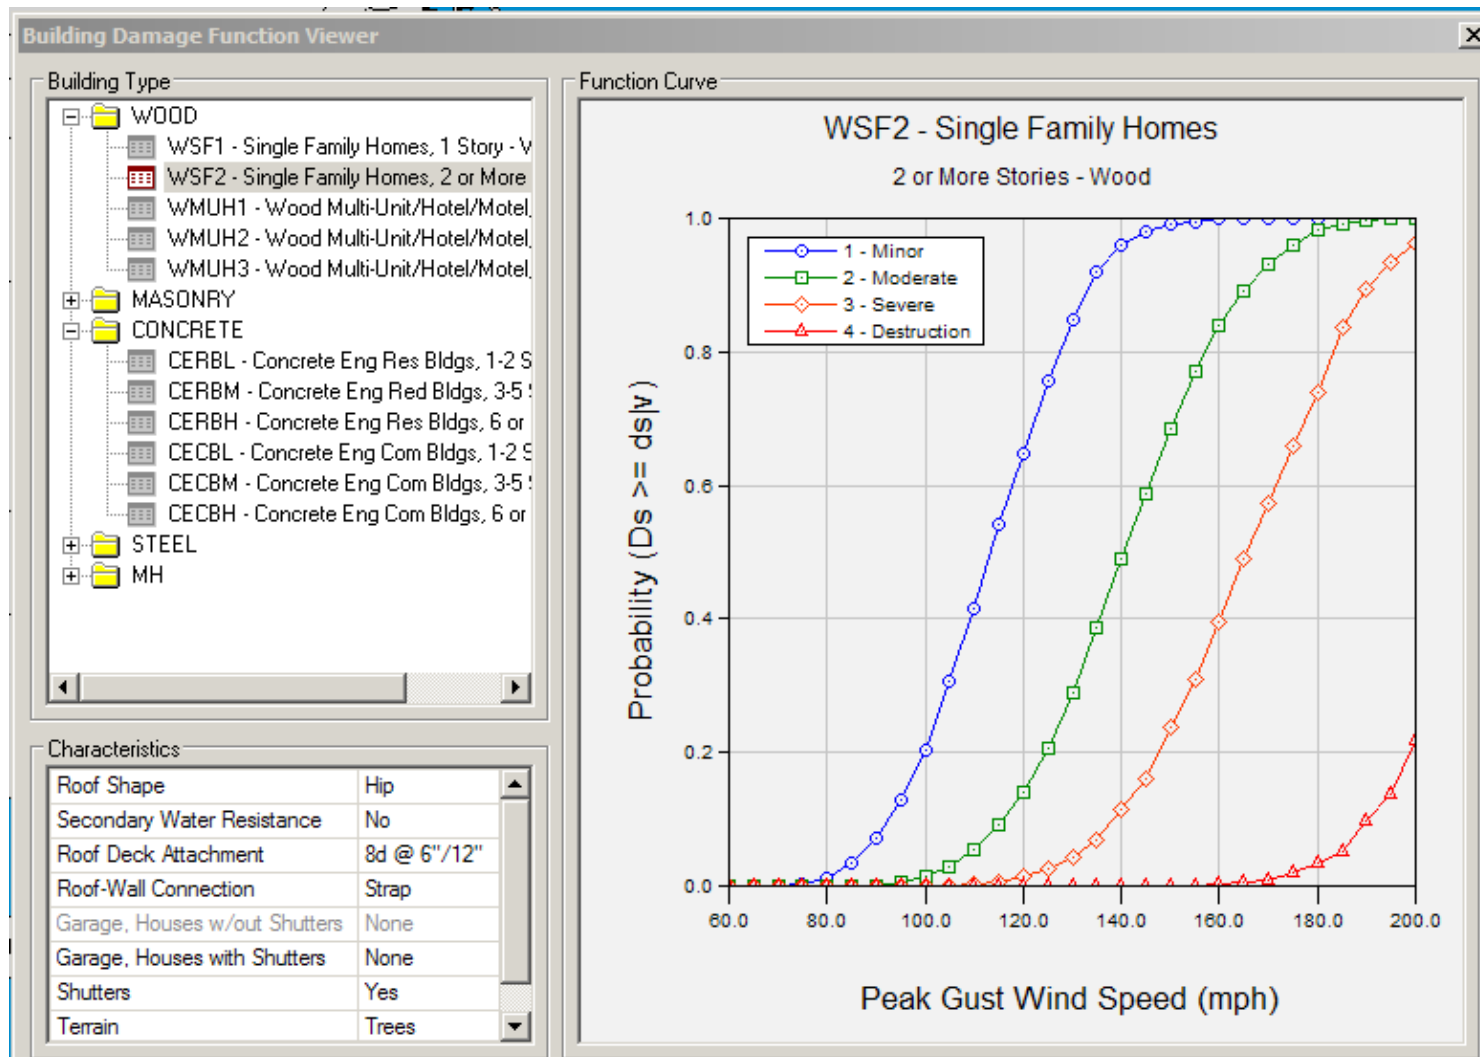 Building Damage Function Viewer
Building Type
WOOD
WSF1 - Single Family Homes, 1 Story - W
WSF2 - Single Family Homes, 2 or More
WMUH1 - Wood Multi-Unit/Hotel/Motel,
WMUH2 - Wood Multi-Unit/Hotel/Motel,
WMUH3 - Wood Multi-Unit/Hotel/Motel,
MASONRY
CONCRETE
CERBL - Concrete Eng Res Bldgs, 1-2 S
CERBM - Concrete Eng Red Bldgs, 3-5
CERBH - Concrete Eng Res Bldgs, 6 or
CECBL - Concrete Eng Com Bldgs, 1-2 S
CECBM - Concrete Eng Com Bldgs, 3-5
CECBH - Concrete Eng Com Bldgs, 6 or
STEEL
MH
Characteristics
Roof Shape Hip
Secondary Water Resistance No
Roof Deck Attachment 8d @ 6"/12"
Roof-Wall Connection Strap
Garage, Houses w/out Shutters None
Garage, Houses with Shutters None
Shutters Yes
Terrain Trees
Function Curve
WSF2 - Single Family Homes
2 or More Stories - Wood
1 - Minor
2 - Moderate
3 - Severe
4 - Destruction
Probability (Ds >= ds|v)
1.0
0.8
0.6
0.4
0.2
0.0
60.0 80.0 100.0 120.0 140.0 160.0 180.0 200.0
Peak Gust Wind Speed (mph)